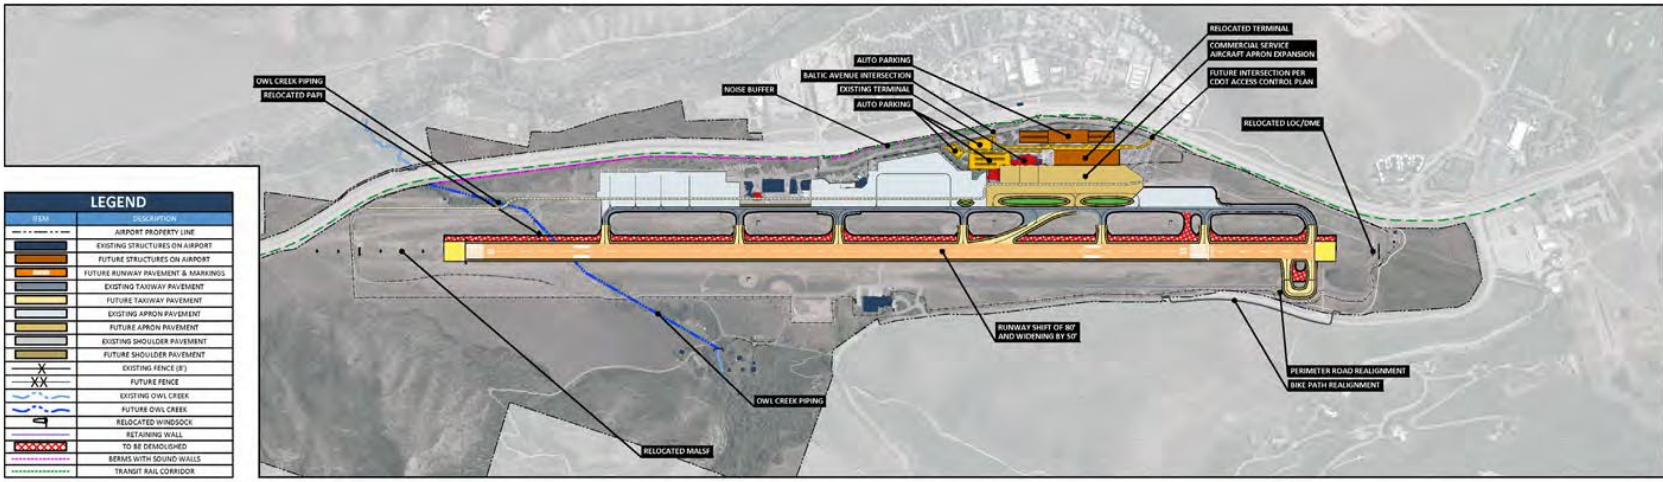 RELOCATED TERMINAL
COMMERCIAL SERVICE
AIRCRAFT APRON EXPANSION
AUTO PARKING
BALTIC AVENUE INTERSECTION
FUTURE INTERSECTION PER
CDOT ACCESS CONTROL PLAN
OWL CREEK PIPING
EXISTING TERMINAL
NOISE BUFFER
RELOCATED PAPI
AUTO PARKING
RELOCATED LOC/DME
LEGEND
ITEM
DESCRIPTION
AIRPORT PROPERTY LINE
EXISTING STRUCTURES ON AIRPORT
FUTURE STRUCTURES ON AIRPORT
FUTURE RUNWAY PAVEMENT & MARKINGS
EXISTING TAXIWAY PAVEMENT
FUTURE TAXIWAY PAVEMENT
EXISTING APRON PAVEMENT
FUTURE APRON PAVEMENT
EXISTING SHOULDER PAVEMENT
FUTURE SHOULDER PAVEMENT
X
EXISTING FENCE (8')
XX
FUTURE FENCE
EXISTING OWL CREEK
FUTURE OWL CREEK
RELOCATED WINDSOCK
RETAINING WALL
TO BE DEMOLISHED
BERMS WITH SOUND WALLS
TRANSIT RAIL CORRIDOR
RUNWAY SHIFT OF 80'
AND WIDENING BY 50'
PERIMETER ROAD REALIGNMENT
BIKE PATH REALIGNMENT
OWL CREEK PIPING
RELOCATED MALSF